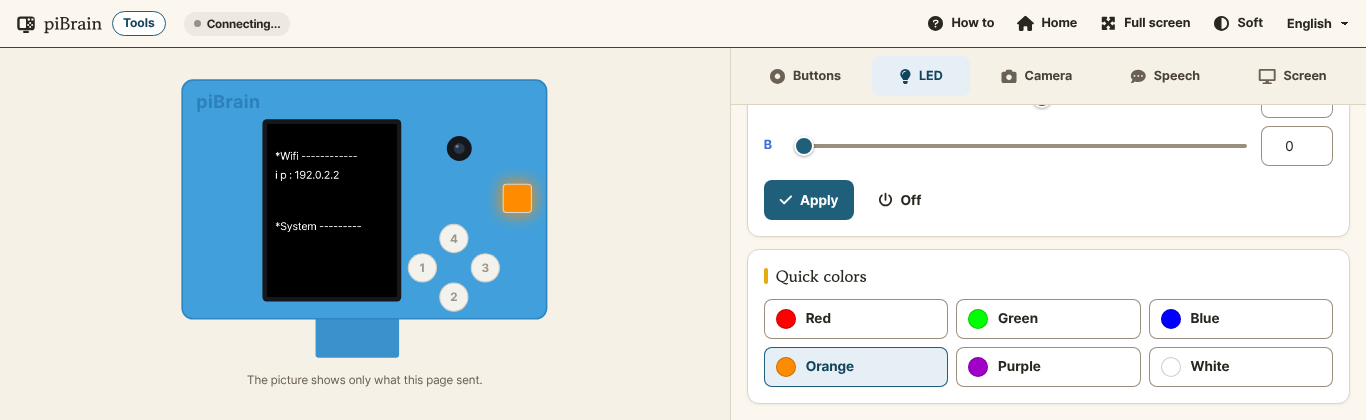 piBrain
Tools
Connecting...
How to
Home
Full screen
Soft
English
piBrain
*Wifi ------------
i p : 192.0.2.2
*System ---------
4
1
3
2
The picture shows only what this page sent.
Buttons
LED
Camera
Speech
Screen
B
0
Apply
Off
Quick colors
Red
Green
Blue
Orange
Purple
White